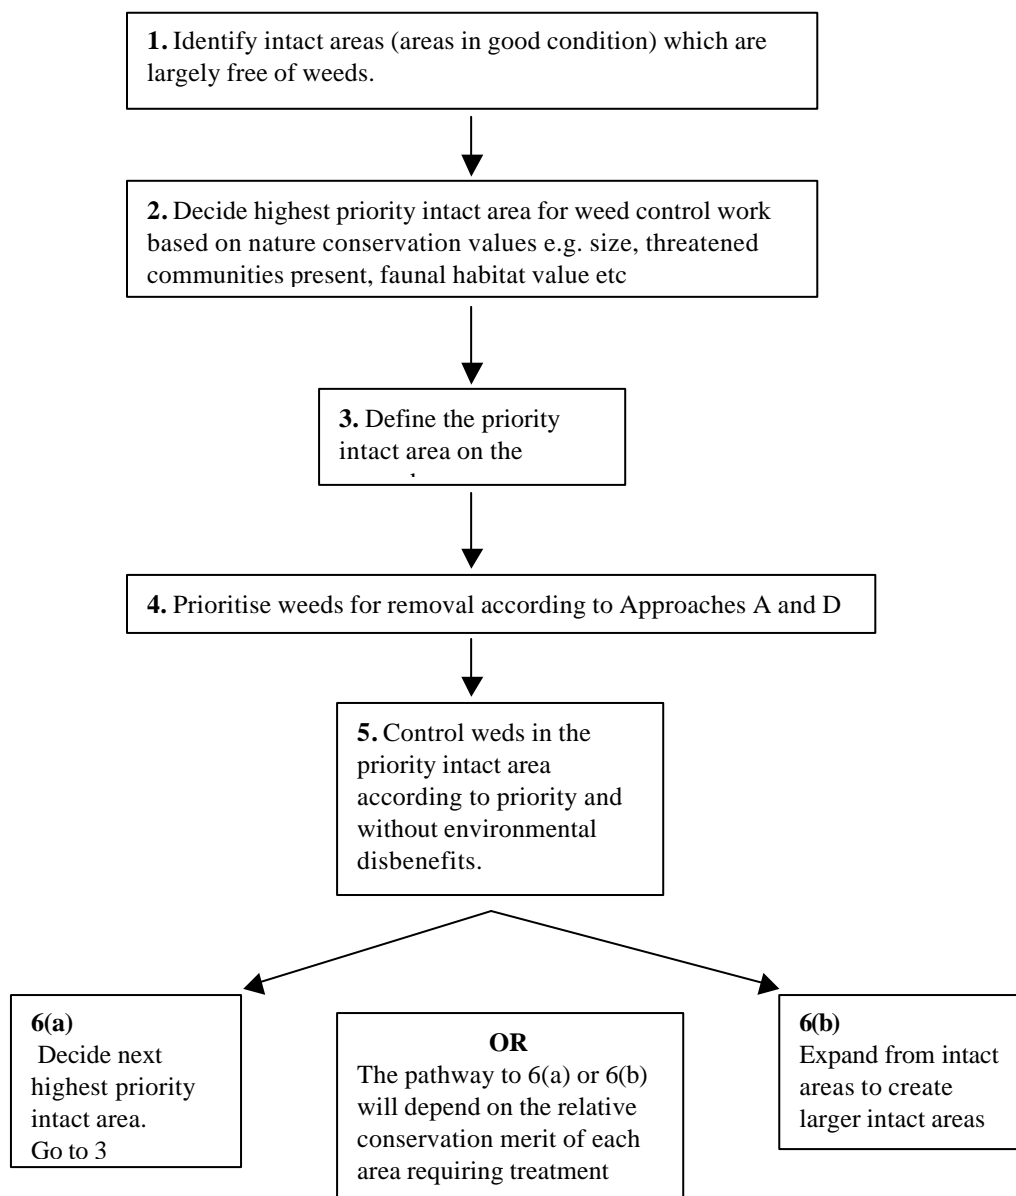 1. Identify intact areas (areas in good condition) which are
largely free of weeds.
2. Decide highest priority intact area for weed control work
based on nature conservation values e.g. size, threatened
communities present, faunal habitat value etc
3. Define the priority
intact area on the
4. Prioritise weeds for removal according to Approaches A and D
5. Control weds in the
priority intact area
according to priority and
without environmental
disbenefits.
6(a)
Decide next
highest priority
intact area.
Go to 3
OR
The pathway to 6(a) or 6(b)
will depend on the relative
conservation merit of each
area requiring treatment
6(b)
Expand from intact
areas to create
larger intact areas